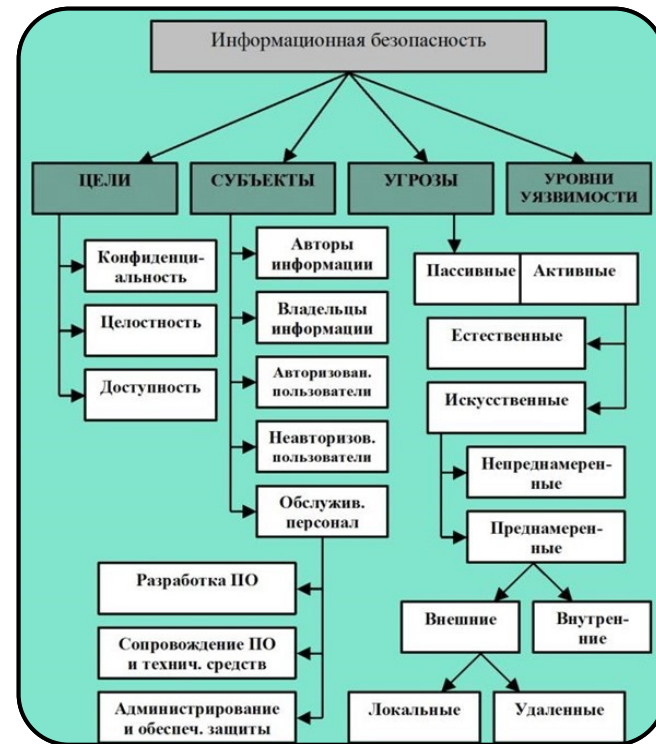 Информационная безопасность
ЦЕЛИ
СУБЪЕКТЫ
УГРОЗЫ
УРОВНИ
УЯЗВИМОСТИ
Конфиденци-
альность
Целостность
Доступность
Авторы
информации
Владельцы
информации
Авторизован.
пользователи
Неавторизов.
пользователи
Обслужив.
персонал
Разработка ПО
Сопровождение ПО
и технич. средств
Администрирование
и обеспеч. защиты
Пассивные
Активные
Естественные
Искусственные
Непреднамерен-
ные
Преднамерен-
ные
Внешние
Внутрен-
ние
Локальные
Удаленные